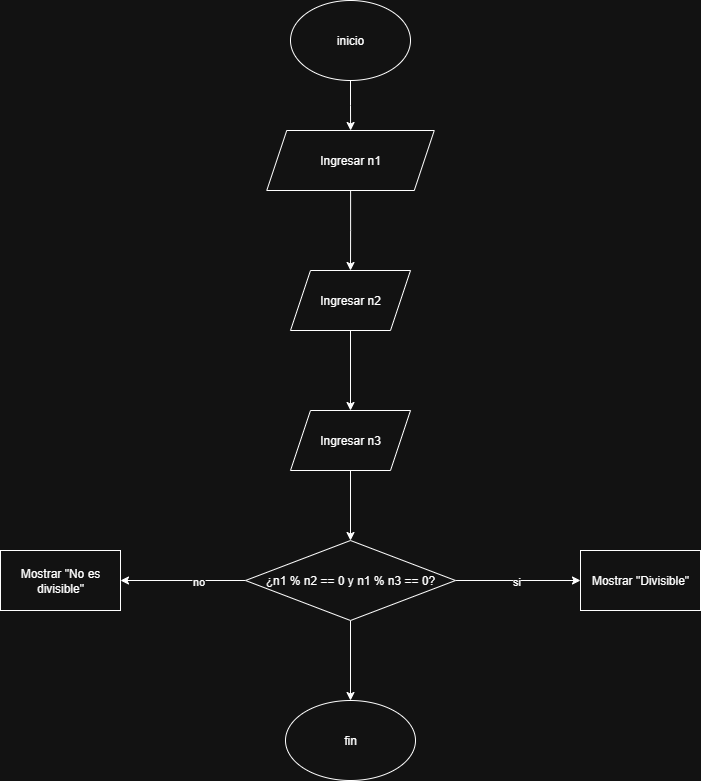 inicio
Ingresar n1
Ingresar n2
Ingresar n3
Mostrar "No es
divisible"
no
¿n1 % n2 == 0 y n1 % n3 == 0?
si
Mostrar "Divisible"
fin